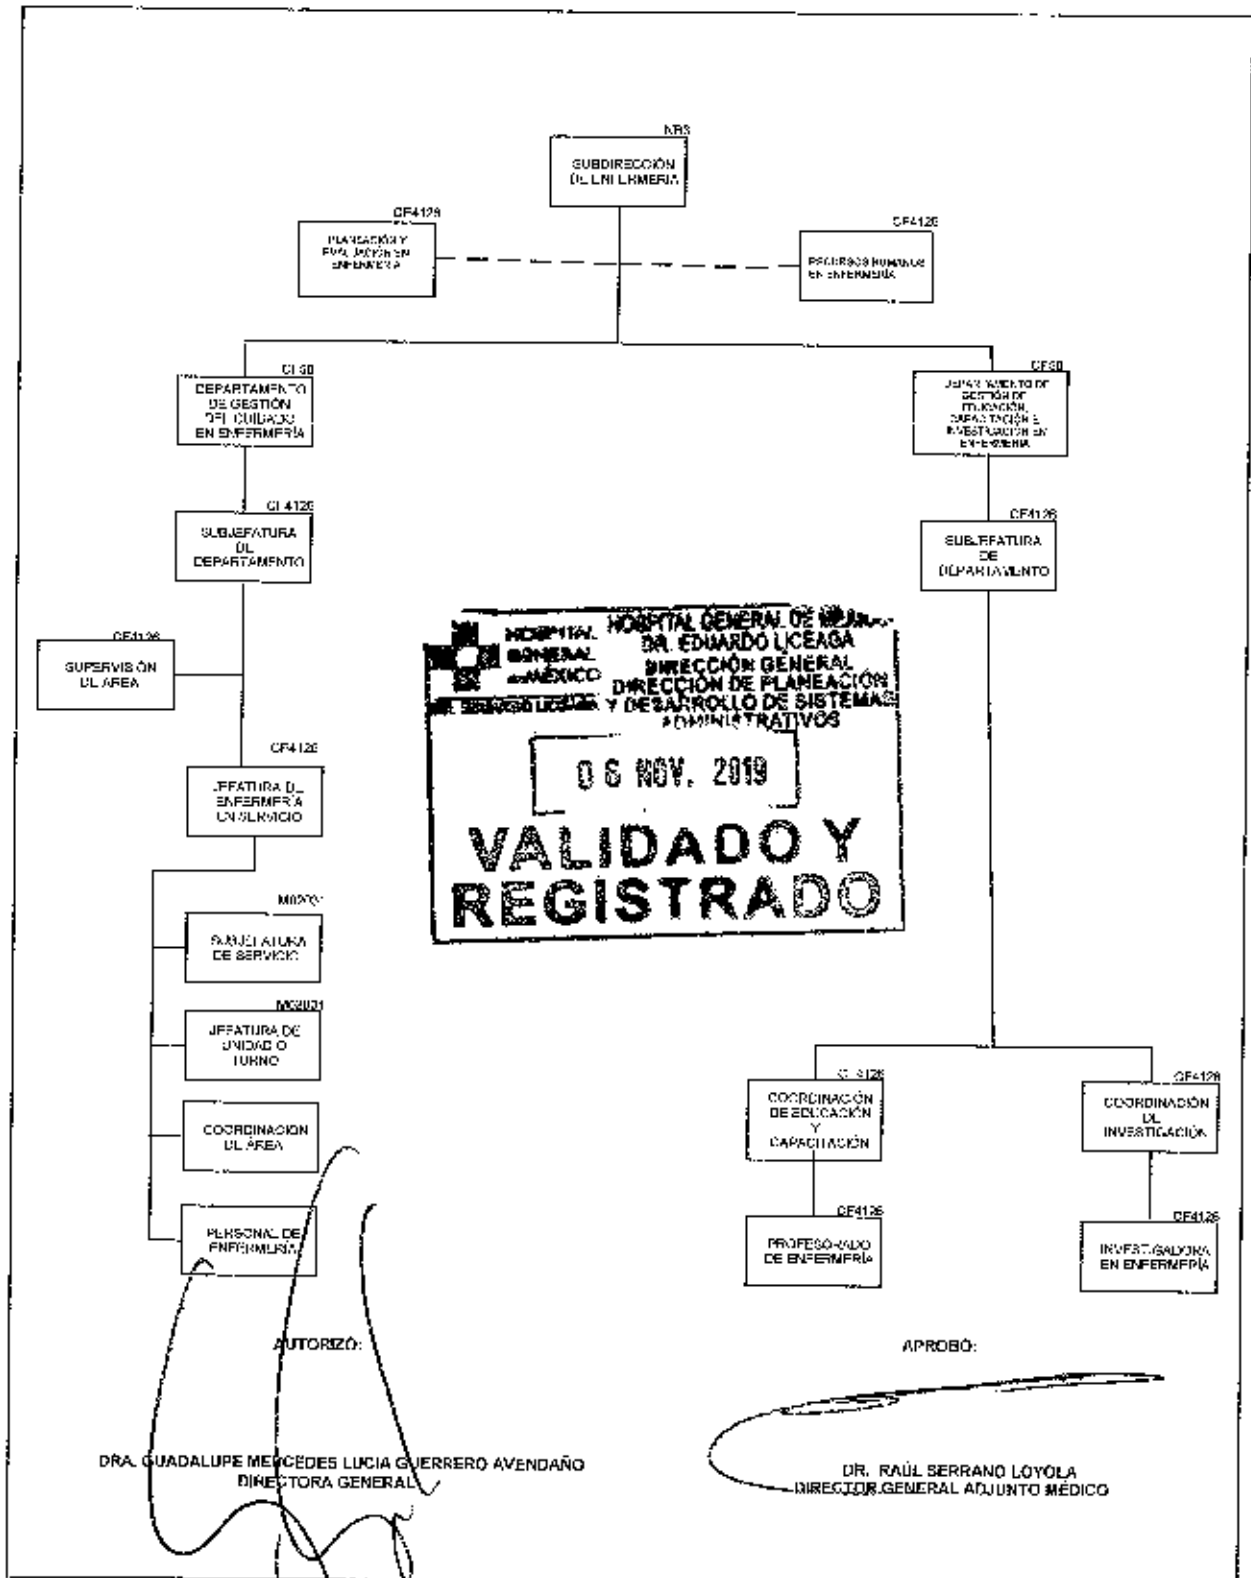 SUBDIRECCIÓN
DE ENFERMERÍA
CF4126
PLANEACIÓN Y
EVALUACIÓN EN
ENFERMERÍA
CF4126
RECURSOS HUMANOS
EN ENFERMERÍA
DEPARTAMENTO
DE GESTIÓN
DEL CUIDADO
EN ENFERMERÍA
DEPARTAMENTO DE
GESTIÓN DE
EDUCACIÓN,
CAPACITACIÓN E
INVESTIGACIÓN EN
ENFERMERÍA
CF4126
SUBJEFATURA
DE
DEPARTAMENTO
CF4126
SUBJEFATURA
DE
DEPARTAMENTO
CF4126
SUPERVISIÓN
DE ÁREA
HOSPITAL
GENERAL
de MÉXICO
DR. EDUARDO LICEAGA
HOSPITAL GENERAL DE MÉXICO
DR. EDUARDO LICEAGA
DIRECCIÓN GENERAL
DIRECCIÓN DE PLANEACIÓN
Y DESARROLLO DE SISTEMAS
ADMINISTRATIVOS
06 NOV. 2019
VALIDADO Y
REGISTRADO
CF4126
JEFATURA DE
ENFERMERÍA
EN SERVICIO
M02031
SUBJEFATURA
DE SERVICIO
M02031
JEFATURA DE
UNIDAD O
TURNO
COORDINACIÓN
DE ÁREA
PERSONAL DE
ENFERMERÍA
CF4126
COORDINACIÓN
DE EDUCACIÓN
Y
CAPACITACIÓN
CF4126
COORDINACIÓN
DE
INVESTIGACIÓN
CF4126
PROFESORADO
DE ENFERMERÍA
CF4126
INVESTIGADORA
EN ENFERMERÍA
AUTORIZÓ:
DRA. GUADALUPE MERCEDES LUCIA GUERRERO AVENDAÑO
DIRECTORA GENERAL
APROBÓ:
DR. RAÚL SERRANO LOYOLA
DIRECTOR GENERAL ADJUNTO MÉDICO